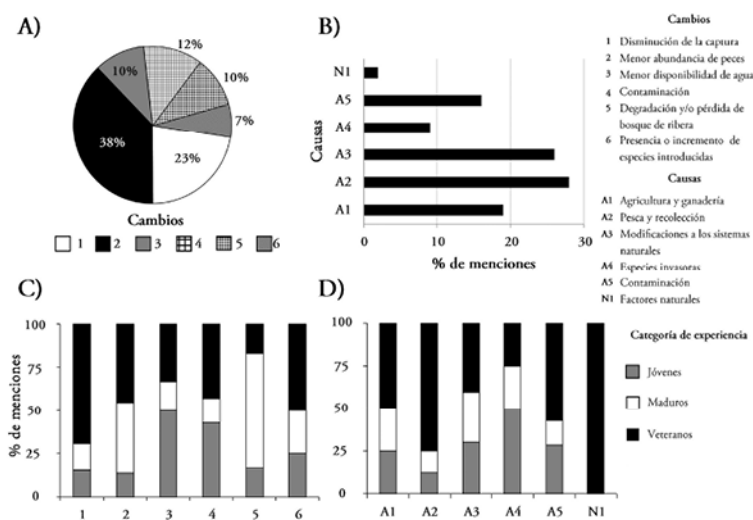 A)
12%
10%
10%
7%
38%
23%
Cambios
1 2 3 4 5 6
B)
Causas
N1
A5
A4
A3
A2
A1
0 10 20 30
% de menciones
Cambios
1 Disminución de la captura
2 Menor abundancia de peces
3 Menor disponibilidad de agua
4 Contaminación
5 Degradación y/o pérdida de
bosque de ribera
6 Presencia o incremento de
especies introducidas
Causas
A1 Agricultura y ganadería
A2 Pesca y recolección
A3 Modificaciones a los sistemas
naturales
A4 Especies invasoras
A5 Contaminación
N1 Factores naturales
C)
% de menciones
100
75
50
25
0
1 2 3 4 5 6
D)
100
75
50
25
0
A1 A2 A3 A4 A5 N1
Categoría de experiencia
Jóvenes
Maduros
Veteranos